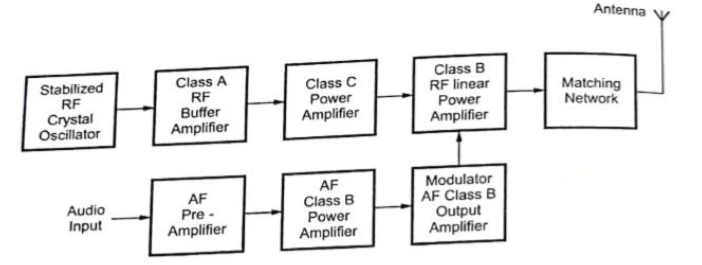 Antenna
Stabilized
RF
Crystal
Oscillator
Class A
RF
Buffer
Amplifier
Class C
Power
Amplifier
Class B
RF linear
Power
Amplifier
Matching
Network
Audio
Input
AF
Pre -
Amplifier
AF
Class B
Power
Amplifier
Modulator
AF Class B
Output
Amplifier